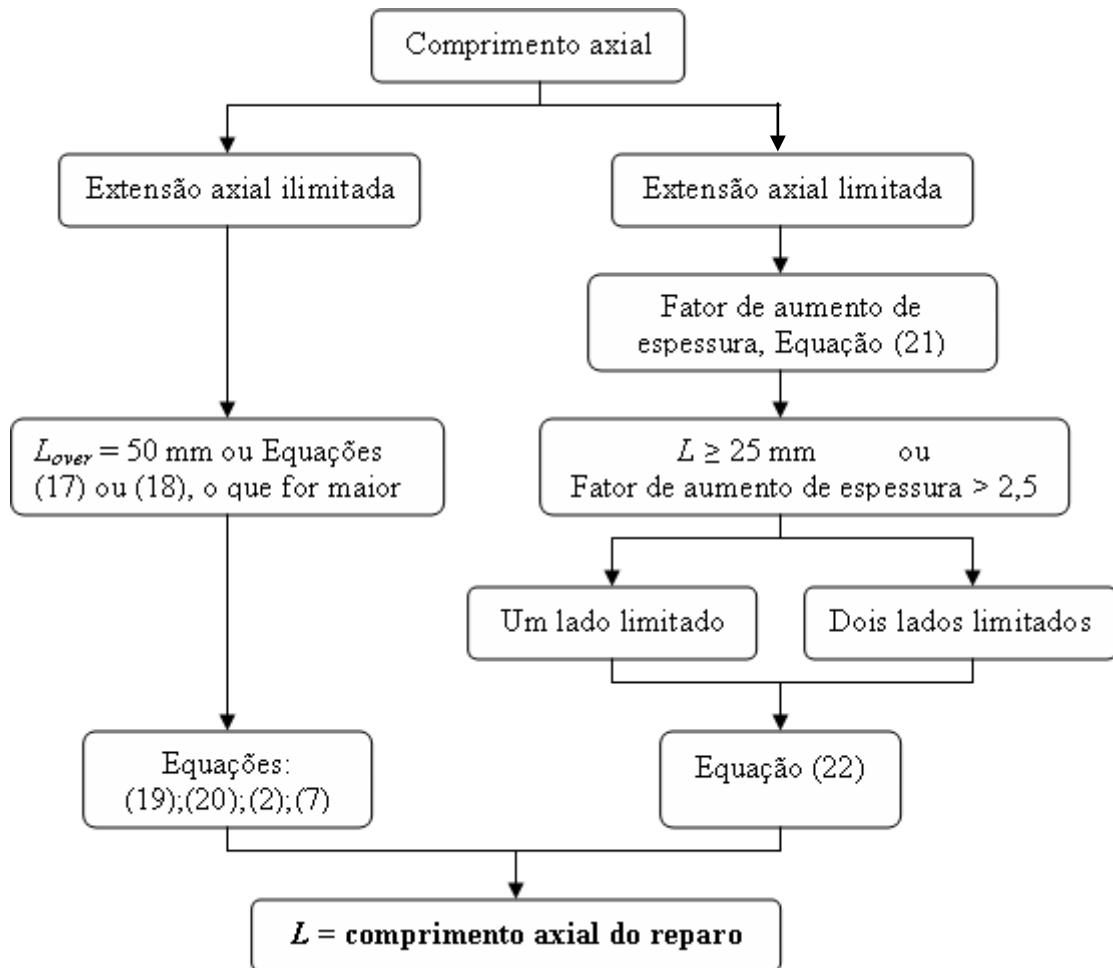 Comprimento axial
Extensão axial ilimitada
Extensão axial limitada
Fator de aumento de
espessura, Equação (21)
Lover = 50 mm ou Equações
(17) ou (18), o que for maior
L ≥ 25 mm ou
Fator de aumento de espessura > 2,5
Um lado limitado
Dois lados limitados
Equações:
(19);(20);(2);(7)
Equação (22)
L = comprimento axial do reparo